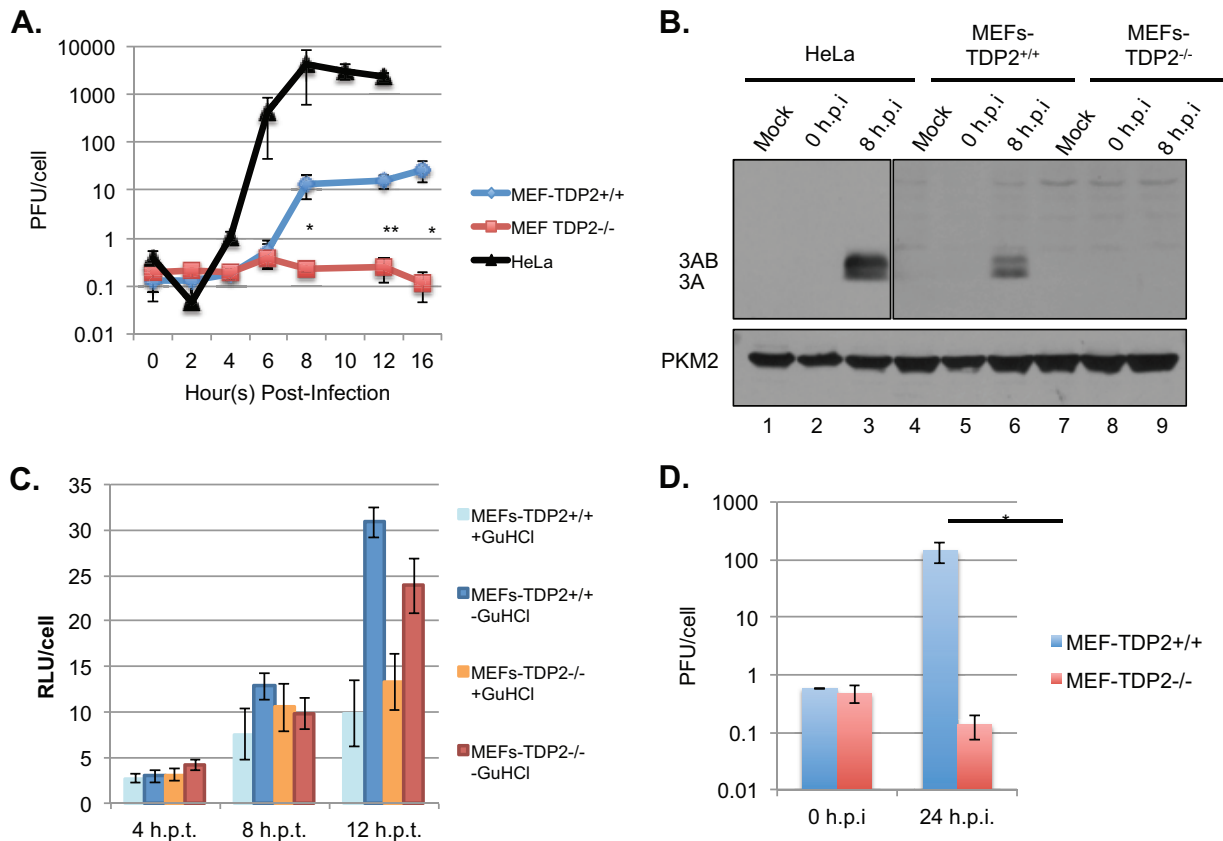 A.
10000
1000
100
10
1
0.1
0.01
PFU/cell
* ** *
0 2 4 6 8 10 12 16
Hour(s) Post-Infection
MEF-TDP2+/+
MEF TDP2-/-
HeLa
B.
HeLa
MEFs-
TDP2+/+
MEFs-
TDP2-/-
Mock 0 h.p.i 8 h.p.i Mock 0 h.p.i 8 h.p.i Mock 0 h.p.i 8 h.p.i
3AB
3A
PKM2
1 2 3 4 5 6 7 8 9
C.
35
30
25
20
15
10
5
0
RLU/cell
4 h.p.t. 8 h.p.t. 12 h.p.t.
MEFs-TDP2+/+
+GuHCl
MEFs-TDP2+/+
-GuHCl
MEFs-TDP2-/-
+GuHCl
MEFs-TDP2-/-
-GuHCl
D.
1000
100
10
1
0.1
0.01
PFU/cell
*
0 h.p.i 24 h.p.i.
MEF-TDP2+/+
MEF-TDP2-/-